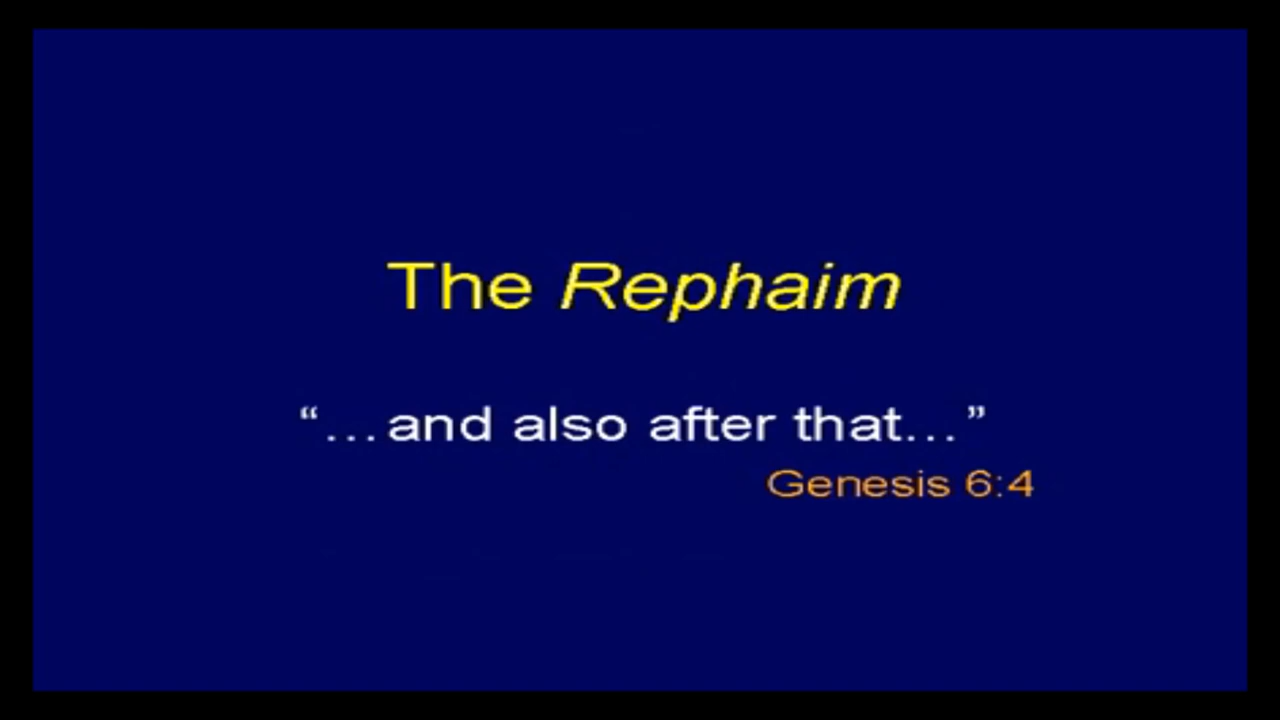 The Rephaim
“…and also after that…”
Genesis 6:4